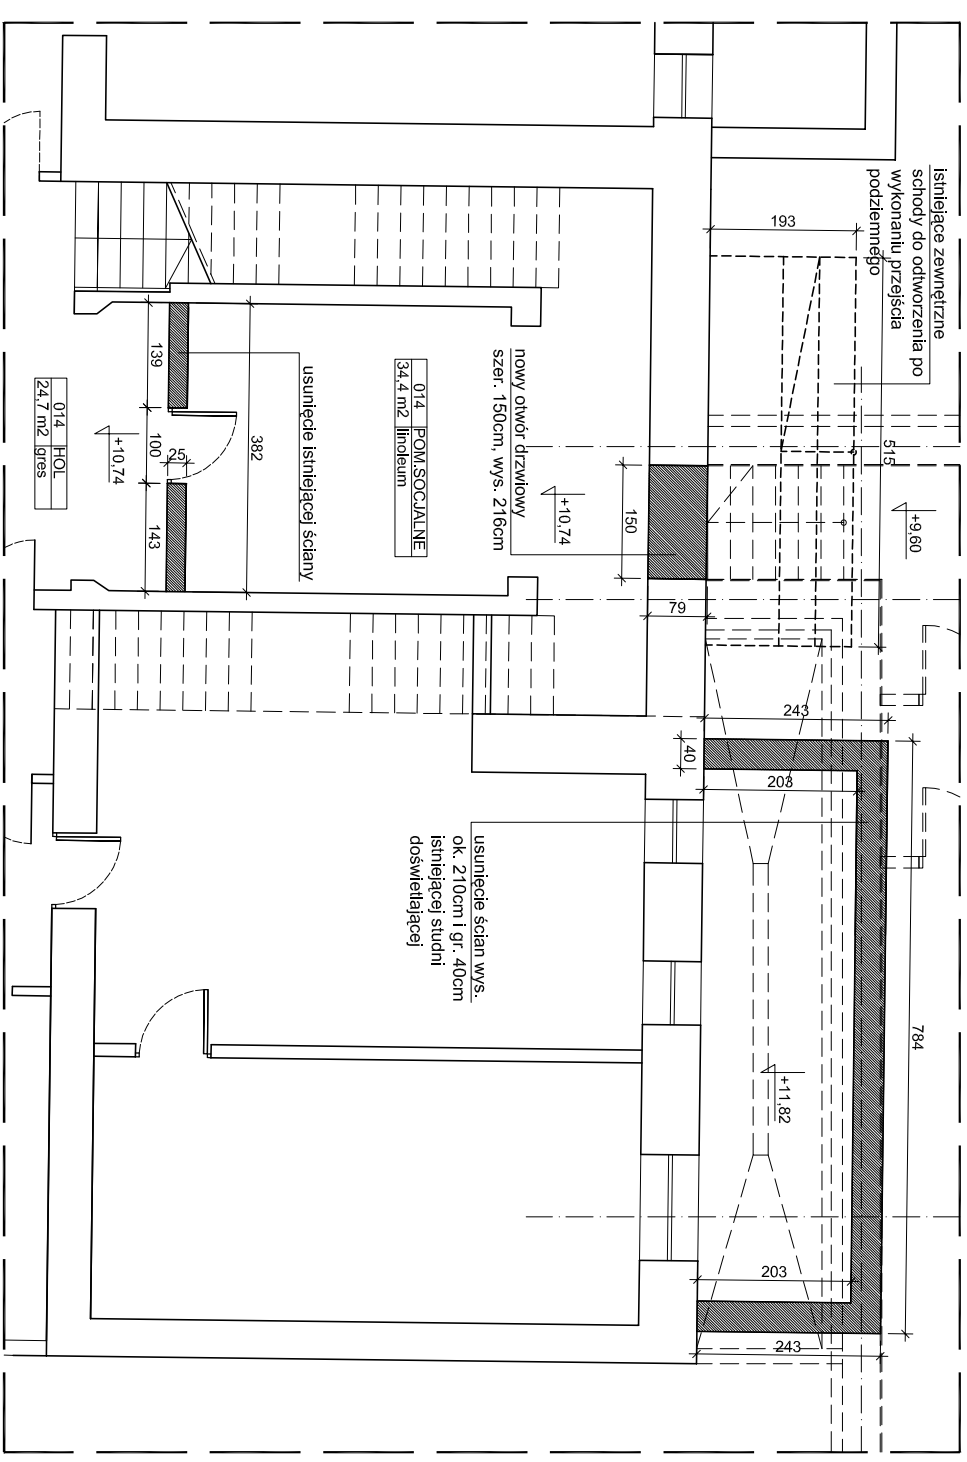 istniejące zewnętrzne
schody do odtworzenia po
wykonaniu przejścia
podziemnego
193
515
+9,60
nowy otwór drzwiowy
szer. 150cm, wys. 216cm
+10,74
150
79
014 POM.SOCJALNE
34,4 m2 linoleum
usunięcie istniejącej ściany
382
139
100
25
143
+10,74
014 HOL
24,7 m2 gres
243
40
203
784
usunięcie ścian wys.
ok. 210cm i gr. 40cm
istniejącej studni
doświetlającej
+11,82
203
243